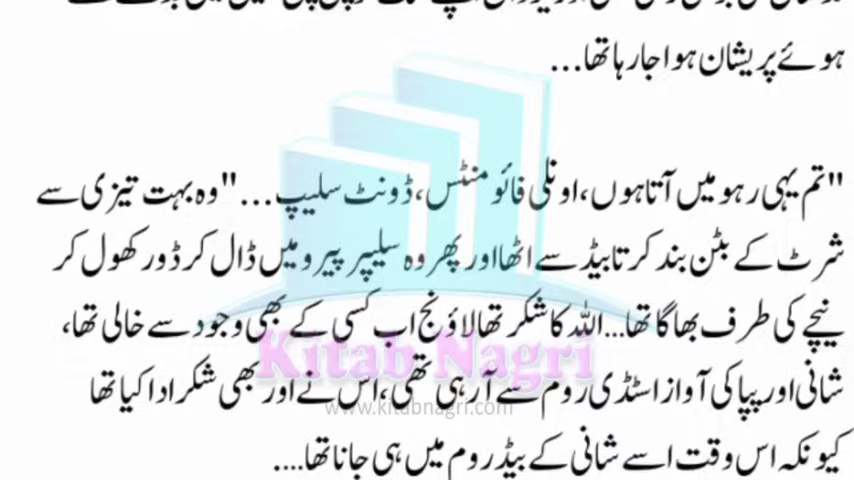 ہوئے پریشان ہوا جا رہا تھا...
"تم یہی رہو میں آتا ہوں، اونلی فائو منٹس، ڈونٹ سلیپ..." وہ بہت تیزی سے
شرٹ کے بٹن بند کرتا بیڈ سے اٹھا اور پھر وہ سلیپر پیرو میں ڈال کر ڈور کھول کر
نیچے کی طرف بھاگا تھا...اللہ کا شکر تھا لاؤنج اب کسی کے بھی وجود سے خالی تھا،
Kitab Nagri
شانی اور پپا کی آواز اسٹڈی روم سے آ رہی تھی، اس نے اور بھی شکر ادا کیا تھا
www.kitabnagri.com
کیونکہ اس وقت اسے شانی کے بیڈ روم میں ہی جانا تھا....